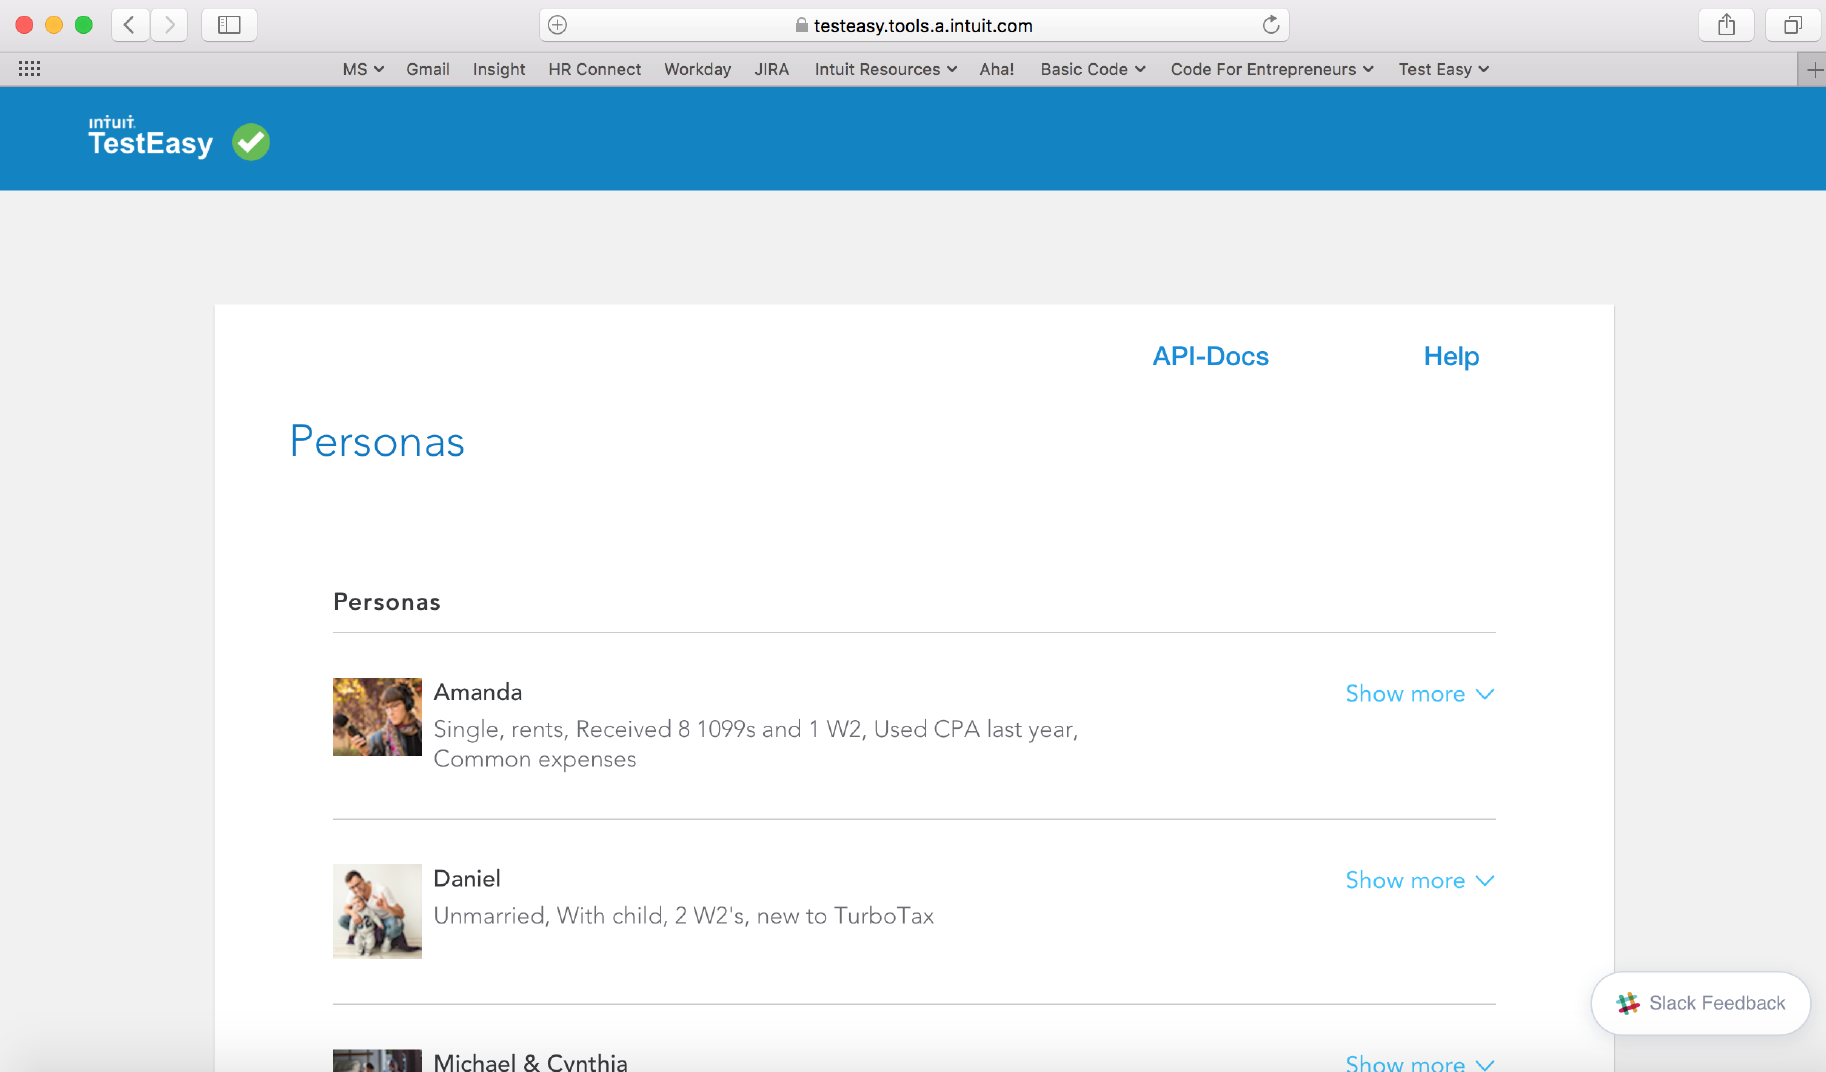 testeasy.tools.a.intuit.com
MS Gmail Insight HR Connect Workday JIRA Intuit Resources Aha! Basic Code Code For Entrepreneurs Test Easy
intuit
TestEasy
API-Docs Help
Personas
Personas
Amanda Show more
Single, rents, Received 8 1099s and 1 W2, Used CPA last year,
Common expenses
Daniel Show more
Unmarried, With child, 2 W2's, new to TurboTax
Slack Feedback
Michael & Cynthia Show more